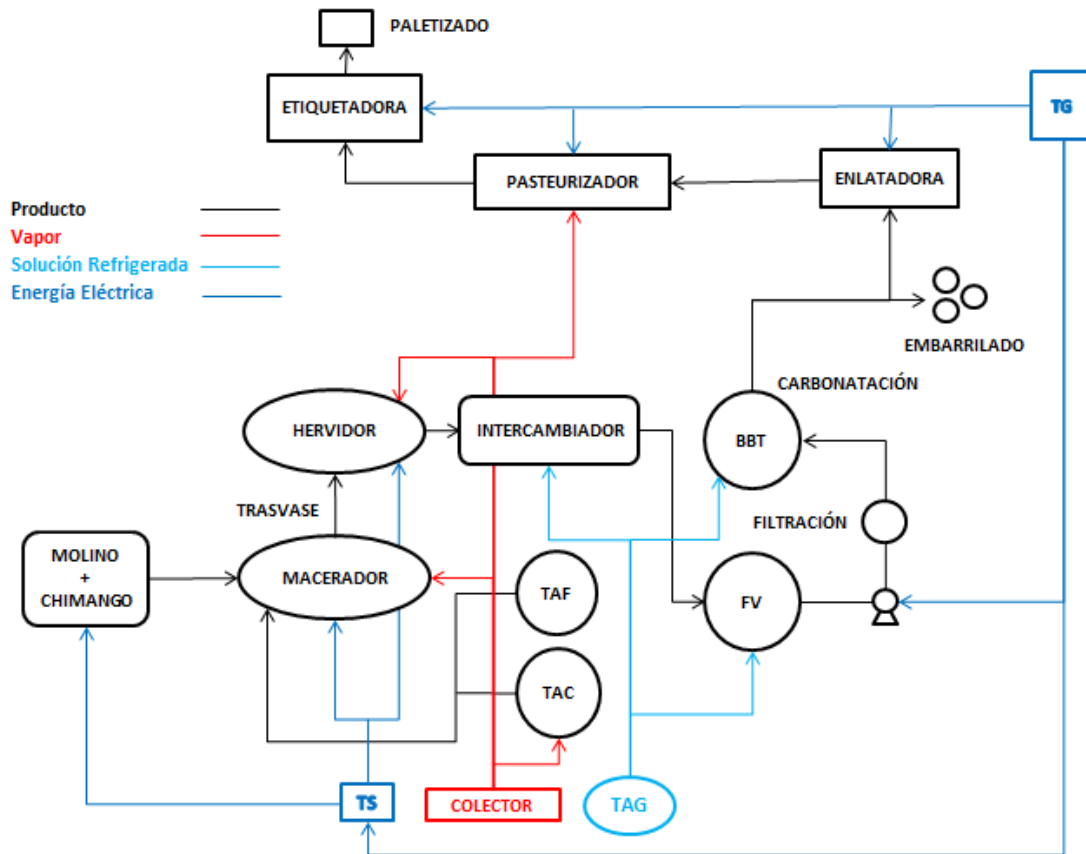 PALETIZADO
ETIQUETADORA
TG
PASTEURIZADOR
ENLATADORA
Producto
Vapor
Solución Refrigerada
Energía Eléctrica
EMBARRILADO
CARBONATACIÓN
HERVIDOR
INTERCAMBIADOR
BBT
TRASVASE
FILTRACIÓN
MOLINO
+
CHIMANGO
MACERADOR
TAF
FV
TAC
TS
COLECTOR
TAG